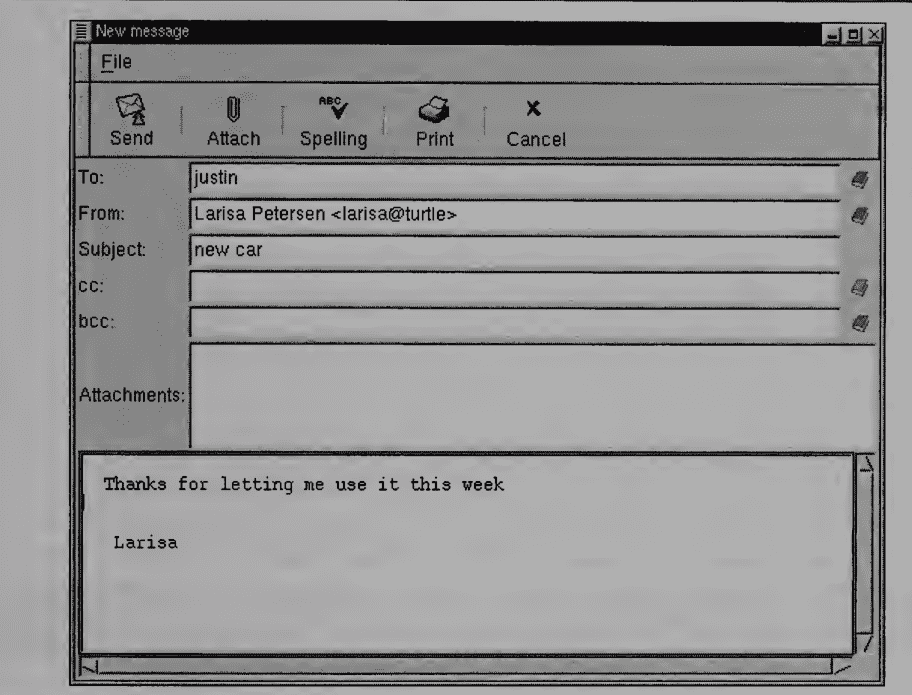 New message
File
ABC
Send Attach Spelling Print Cancel
To: justin
From: Larisa Petersen <larisa@turtle>
Subject: new car
cc:
bcc:
Attachments:
Thanks for letting me use it this week
Larisa